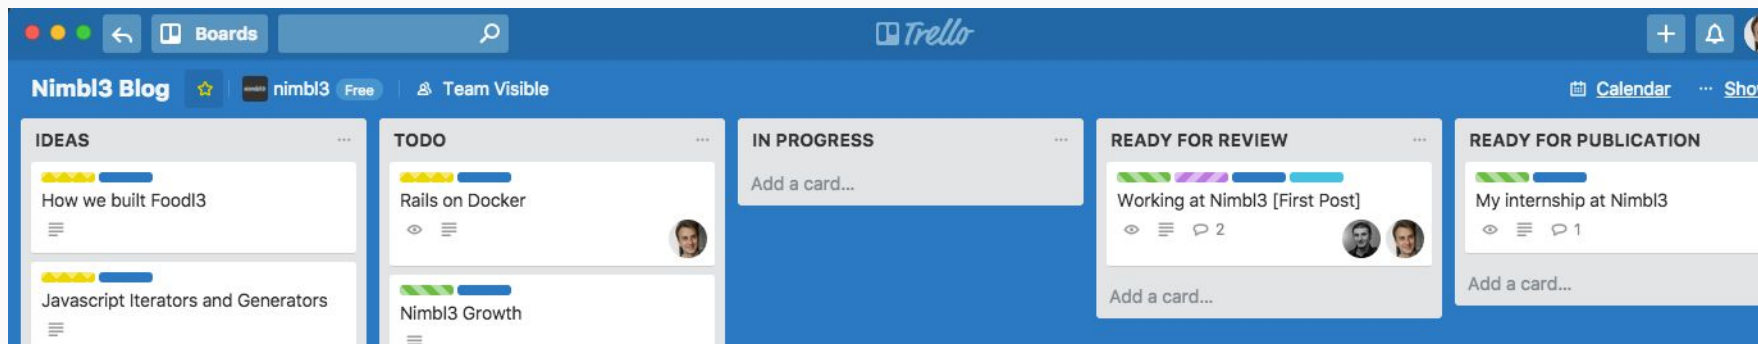 Boards
Trello
Nimbl3 Blog
nimbl3 Free
Team Visible
Calendar
IDEAS
How we built Foodl3
Javascript Iterators and Generators
TODO
Rails on Docker
Nimbl3 Growth
IN PROGRESS
Add a card...
READY FOR REVIEW
Working at Nimbl3 [First Post]
2
Add a card...
READY FOR PUBLICATION
My internship at Nimbl3
1
Add a card...